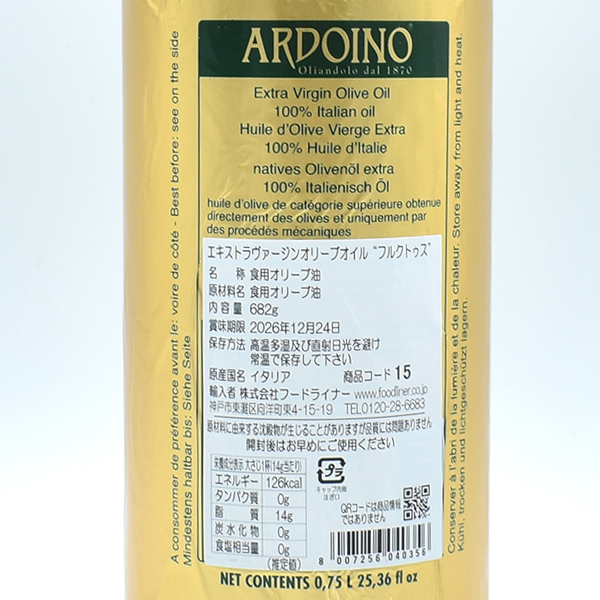 ARDOINO
Oliandolo dal 1870
Extra Virgin Olive Oil
100% Italian oil
Huile d'Olive Vierge Extra
100% Huile d'Italie
natives Olivenöl extra
100% Italienisch Öl
huile d'olive de catégorie supérieure obtenue
directement des olives et uniquement par
des procédés mécaniques
エキストラヴァージンオリーブオイル “フルクトゥス”
名 称 食用オリーブ油
原材料名 食用オリーブ油
内容量 682g
賞味期限 2026年12月24日
保存方法 高温多湿及び直射日光を避け
常温で保存して下さい
原産国名 イタリア 商品コード 15
輸入者 株式会社フードライナー www.foodliner.co.jp
神戸市東灘区向洋町東4-15-19 TEL0120-28-6683
原材料に由来する沈殿物が生じることがありますが品質には問題ありません
開封後はお早めにご使用ください
栄養成分表示 大さじ1杯(14g当たり)
エネルギー 126kcal
タンパク質 0g
脂質 14g
炭水化物 0g
食塩相当量 0g
(推定値)
プラ
キャップ、内栓
注ぎ口
QRコードは商品情報
ではありません
8 007256 040356
NET CONTENTS 0,75 L 25,36 fl oz
A consommer de préférence avant le: voire de côté - Best before: see on the side
Mindestens haltbar bis: Siehe Seite
Conserver à l'abri de la lumière et de la chaleur. Store away from light and heat.
Kühl, trocken und lichtgeschützt lagern.